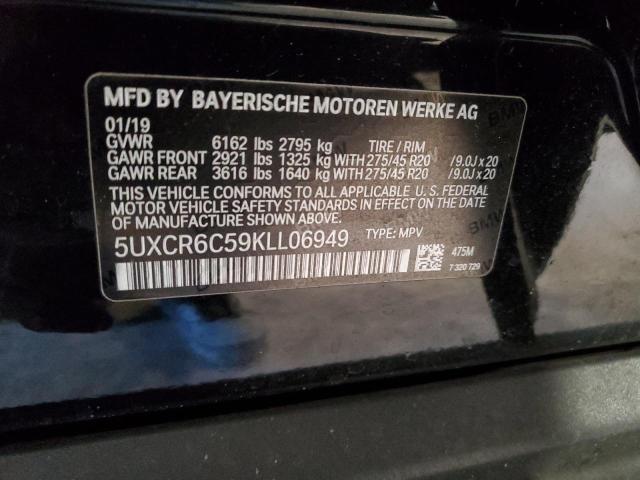 MFD BY BAYERISCHE MOTOREN WERKE AG
01/19
GVWR 6162 lbs 2795 kg TIRE / RIM
GAWR FRONT 2921 lbs 1325 kg WITH 275/45 R20 /9.0J x 20
GAWR REAR 3616 lbs 1640 kg WITH 275/45 R20 /9.0J x 20
THIS VEHICLE CONFORMS TO ALL APPLICABLE U. S. FEDERAL
MOTOR VEHICLE SAFETY STANDARDS IN EFFECT ON THE DATE
OF MANUFACTURE SHOWN ABOVE.
5UXCR6C59KLL06949 TYPE: MPV 475M
7 320 729